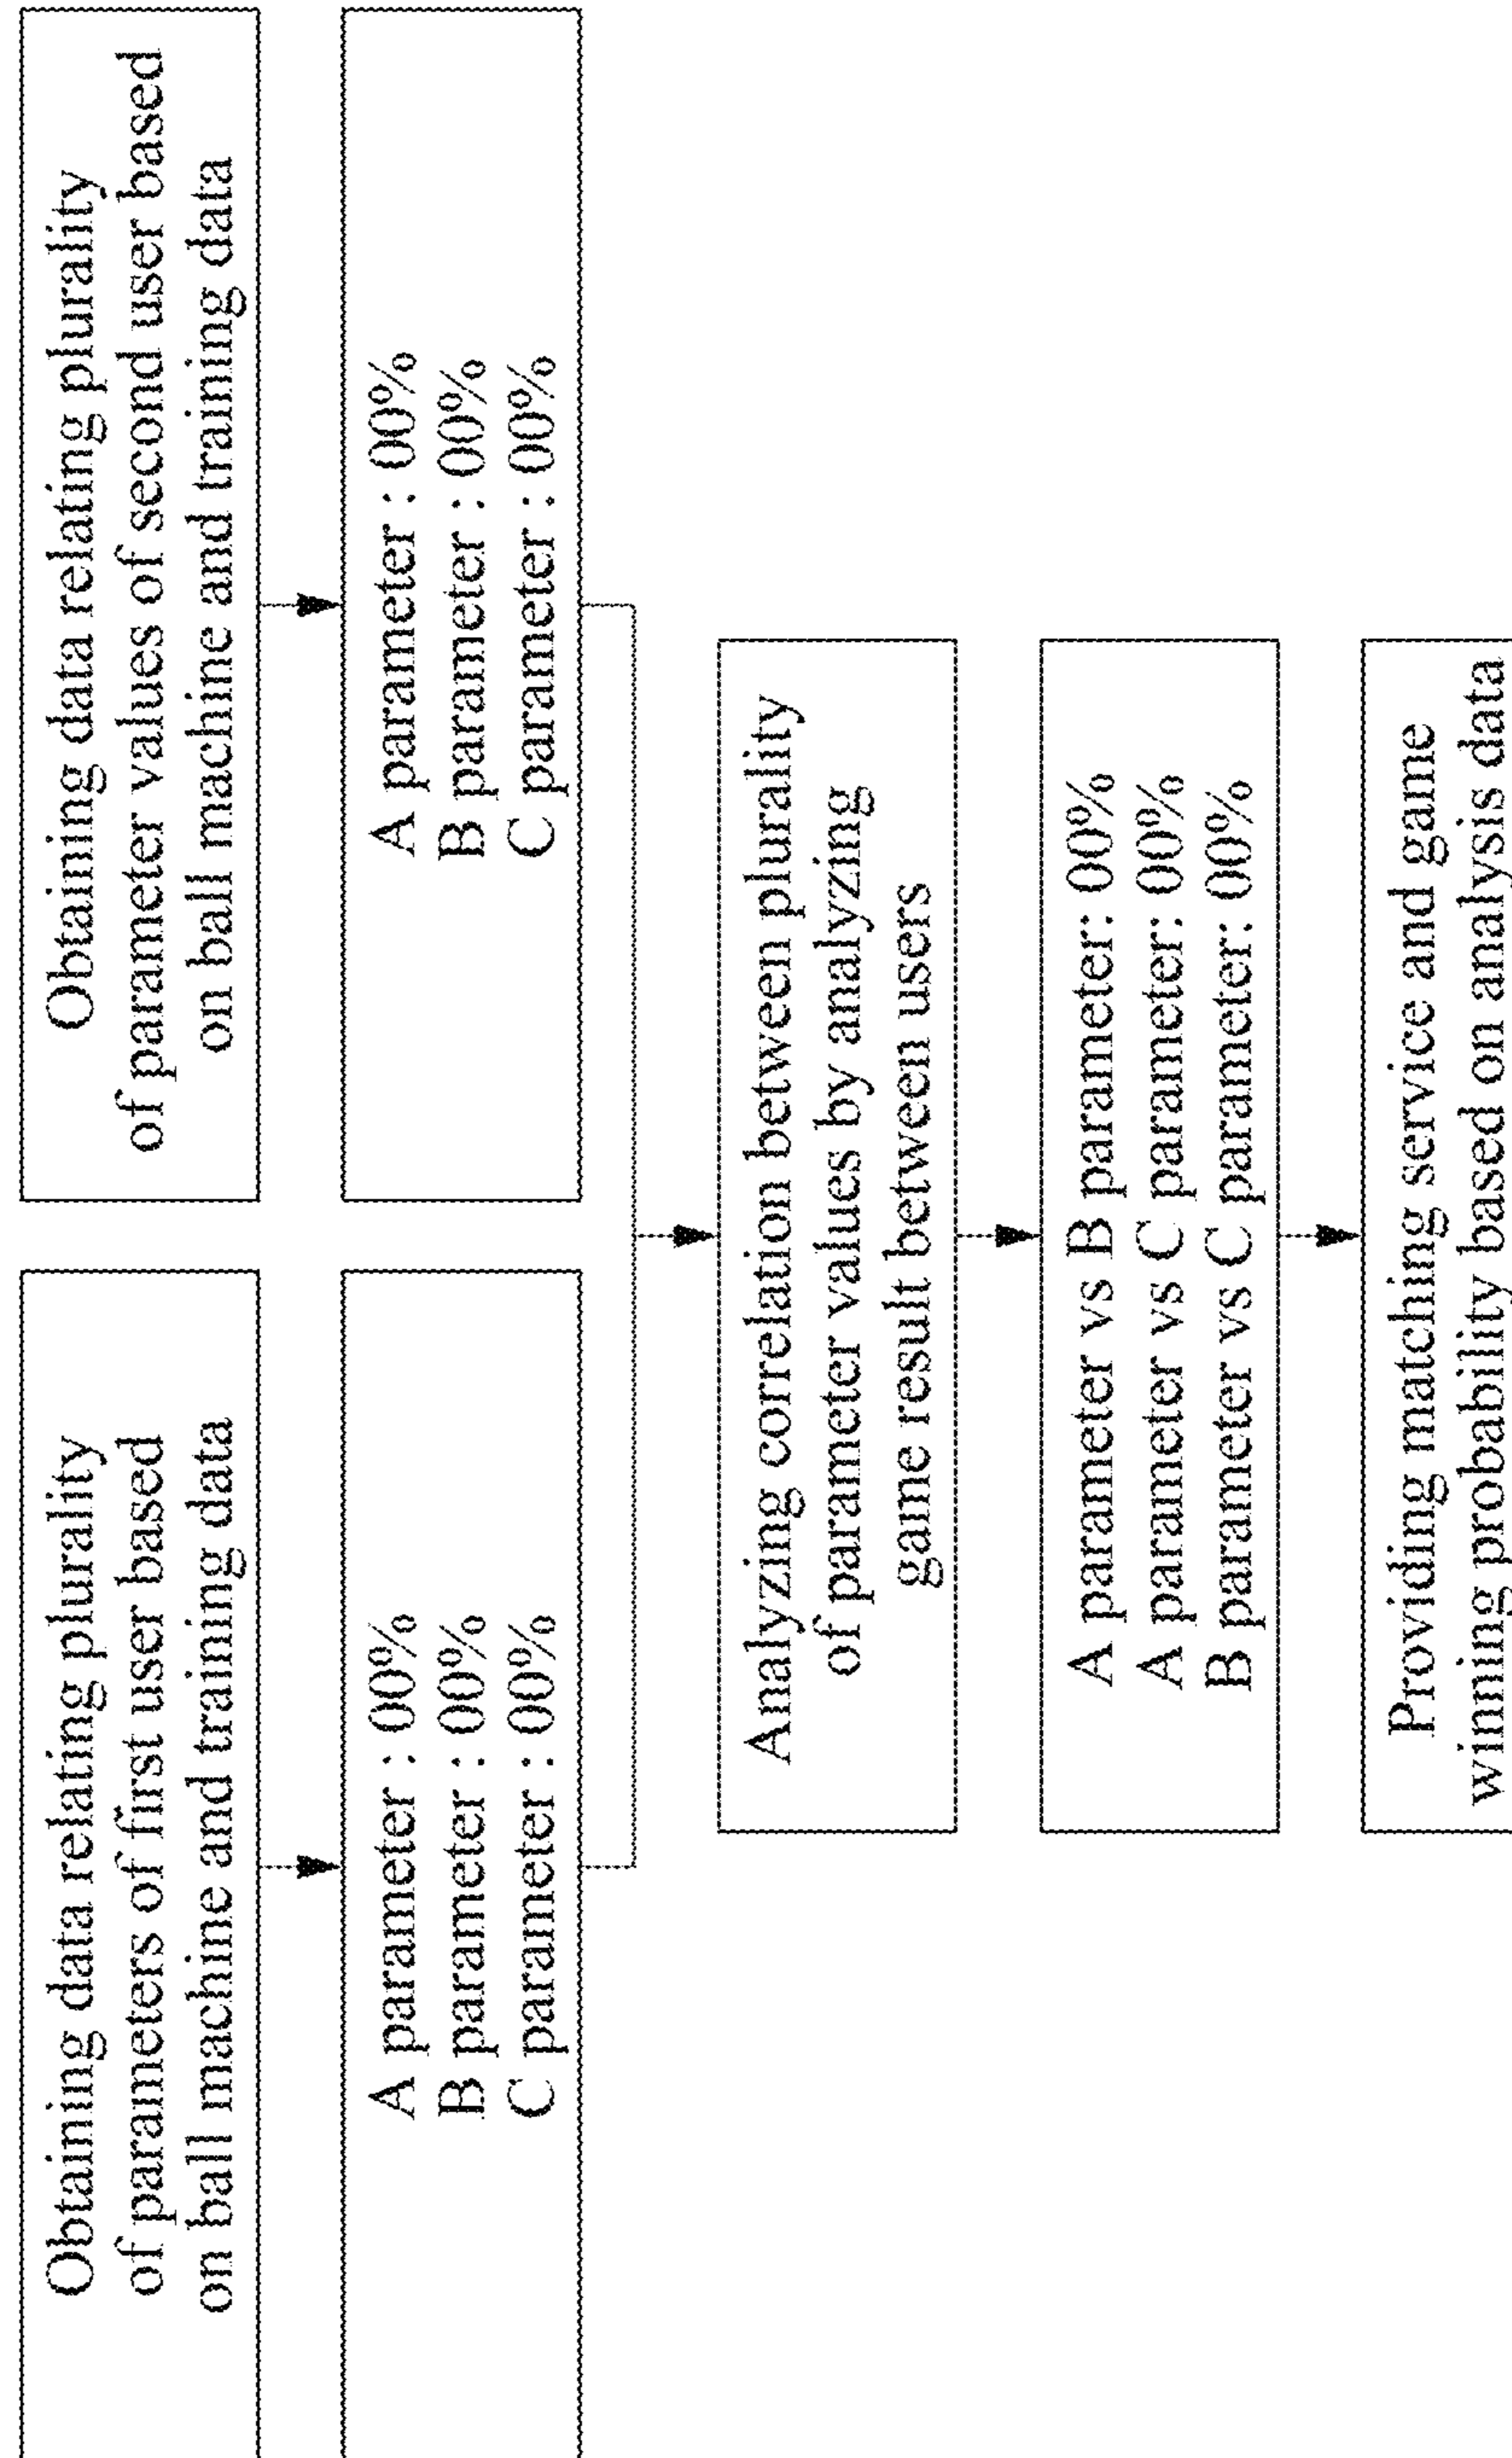 Obtaining data relating plurality
of parameters of first user based
on ball machine and training data
Obtaining data relating plurality
of parameter values of second user based
on ball machine and training data
A parameter : 00%
B parameter : 00%
C parameter : 00%
A parameter : 00%
B parameter : 00%
C parameter : 00%
Analyzing correlation between plurality
of parameter values by analyzing
game result between users
A parameter vs B parameter: 00%
A parameter vs C parameter: 00%
B parameter vs C parameter: 00%
Providing matching service and game
winning probability based on analysis data